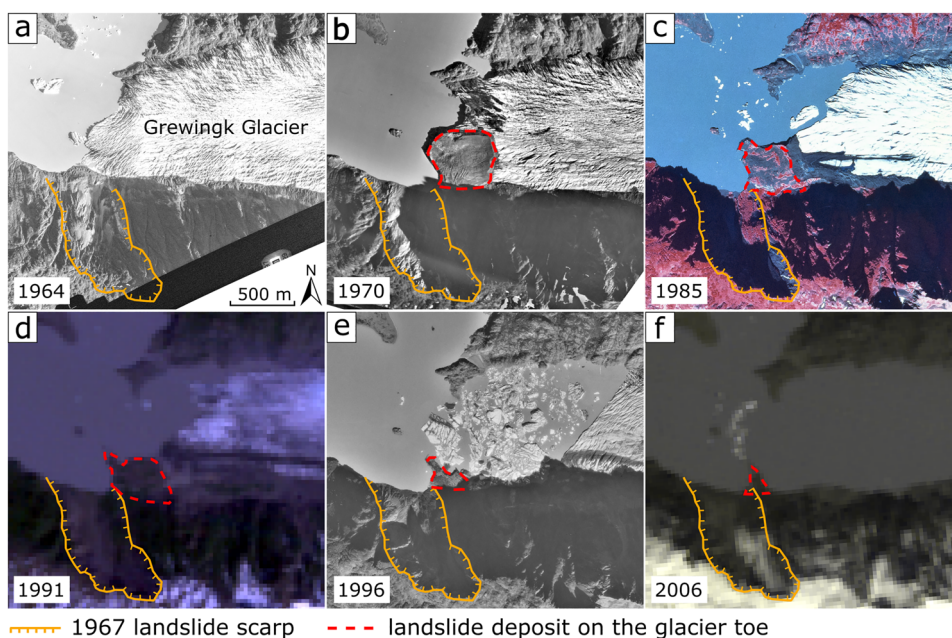 a
Grewingk Glacier
1964
N
500 m
b
1970
c
1985
d
1991
e
1996
f
2006
1967 landslide scarp
landslide deposit on the glacier toe